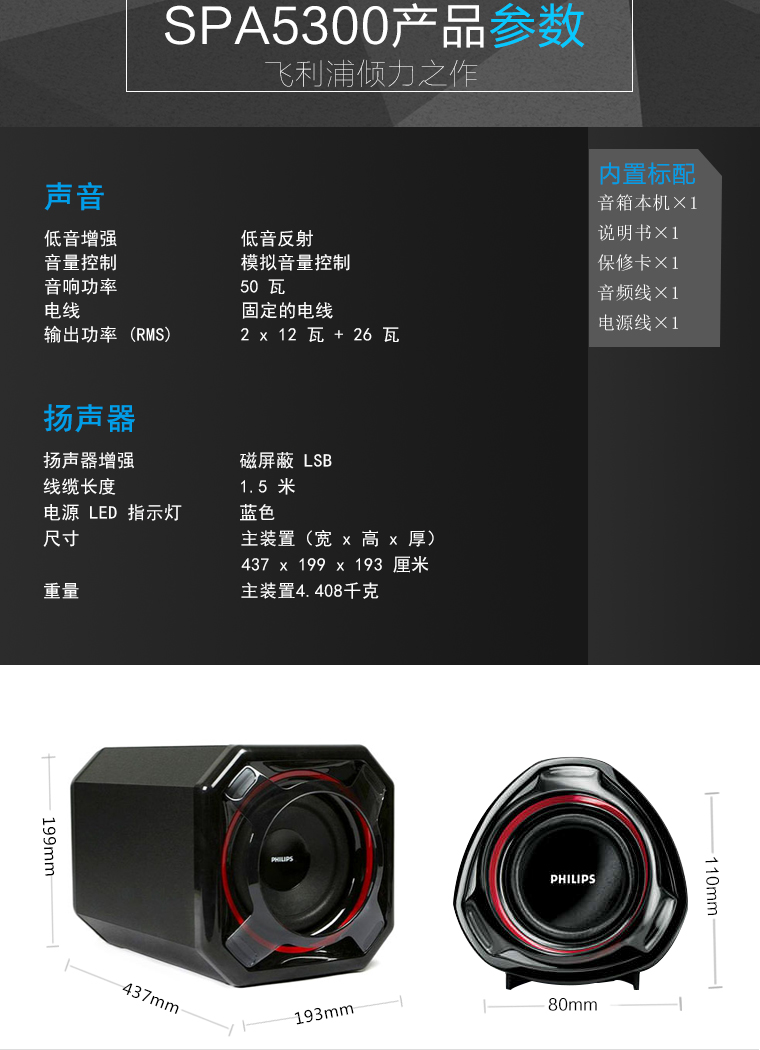 SPA5300产品参数
飞利浦倾力之作
内置标配
音箱本机×1
说明书×1
保修卡×1
音频线×1
电源线×1
声音
低音增强 低音反射
音量控制 模拟音量控制
音响功率 50 瓦
电线 固定的电线
输出功率 (RMS) 2 x 12 瓦 + 26 瓦
扬声器
扬声器增强 磁屏蔽 LSB
线缆长度 1.5 米
电源 LED 指示灯 蓝色
尺寸 主装置（宽 x 高 x 厚）
437 x 199 x 193 厘米
重量 主装置4.408千克
199mm
PHILIPS
437mm
193mm
PHILIPS
110mm
80mm